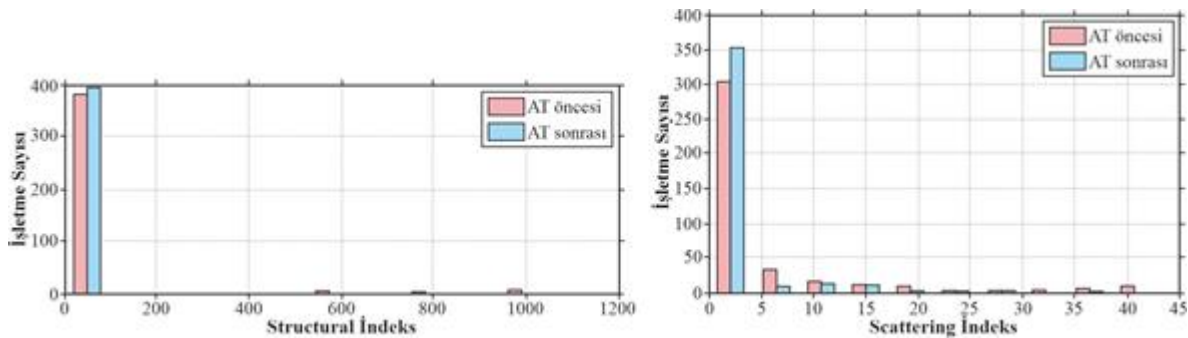 400
300
200
100
0
İşletme Sayısı
AT öncesi
AT sonrası
0 200 400 600 800 1000 1200
Structural İndeks
400
350
300
250
200
150
100
50
0
İşletme Sayısı
AT öncesi
AT sonrası
0 5 10 15 20 25 30 35 40 45
Scattering İndeks